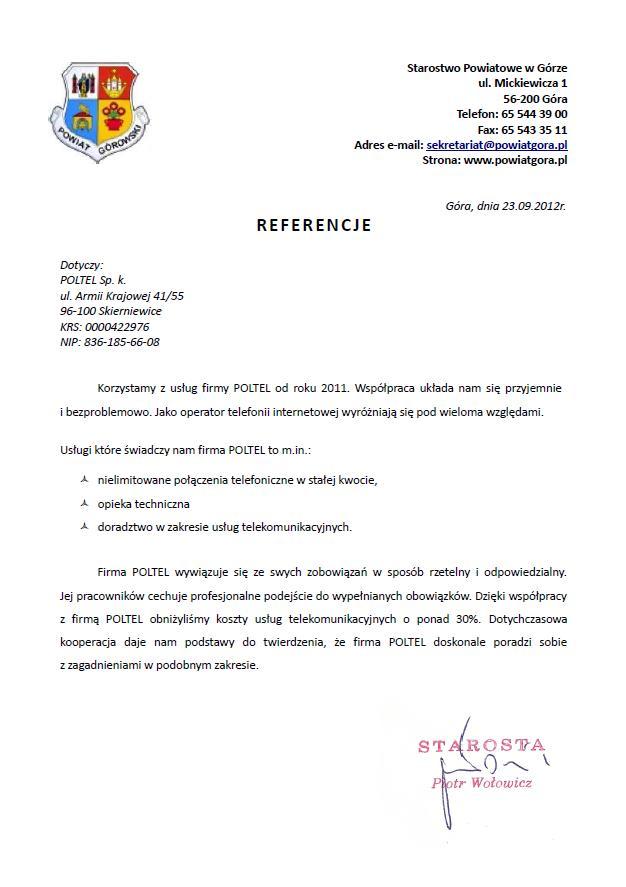 POWIAT GÓROWSKI
Starostwo Powiatowe w Górze
ul. Mickiewicza 1
56-200 Góra
Telefon: 65 544 39 00
Fax: 65 543 35 11
Adres e-mail: sekretariat@powiatgora.pl
Strona: www.powiatgora.pl
Góra, dnia 23.09.2012r.
REFERENCJE
Dotyczy:
POLTEL Sp. k.
ul. Armii Krajowej 41/55
96-100 Skierniewice
KRS: 0000422976
NIP: 836-185-66-08
Korzystamy z usług firmy POLTEL od roku 2011. Współpraca układa nam się przyjemnie
i bezproblemowo. Jako operator telefonii internetowej wyróżniają się pod wieloma względami.
Usługi które świadczy nam firma POLTEL to m.in.:
nielimitowane połączenia telefoniczne w stałej kwocie,
opieka techniczna
doradztwo w zakresie usług telekomunikacyjnych.
Firma POLTEL wywiązuje się ze swych zobowiązań w sposób rzetelny i odpowiedzialny.
Jej pracowników cechuje profesjonalne podejście do wypełnianych obowiązków. Dzięki współpracy
z firmą POLTEL obniżyliśmy koszty usług telekomunikacyjnych o ponad 30%. Dotychczasowa
kooperacja daje nam podstawy do twierdzenia, że firma POLTEL doskonale poradzi sobie
z zagadnieniami w podobnym zakresie.
STAROSTA
Piotr Wołowicz